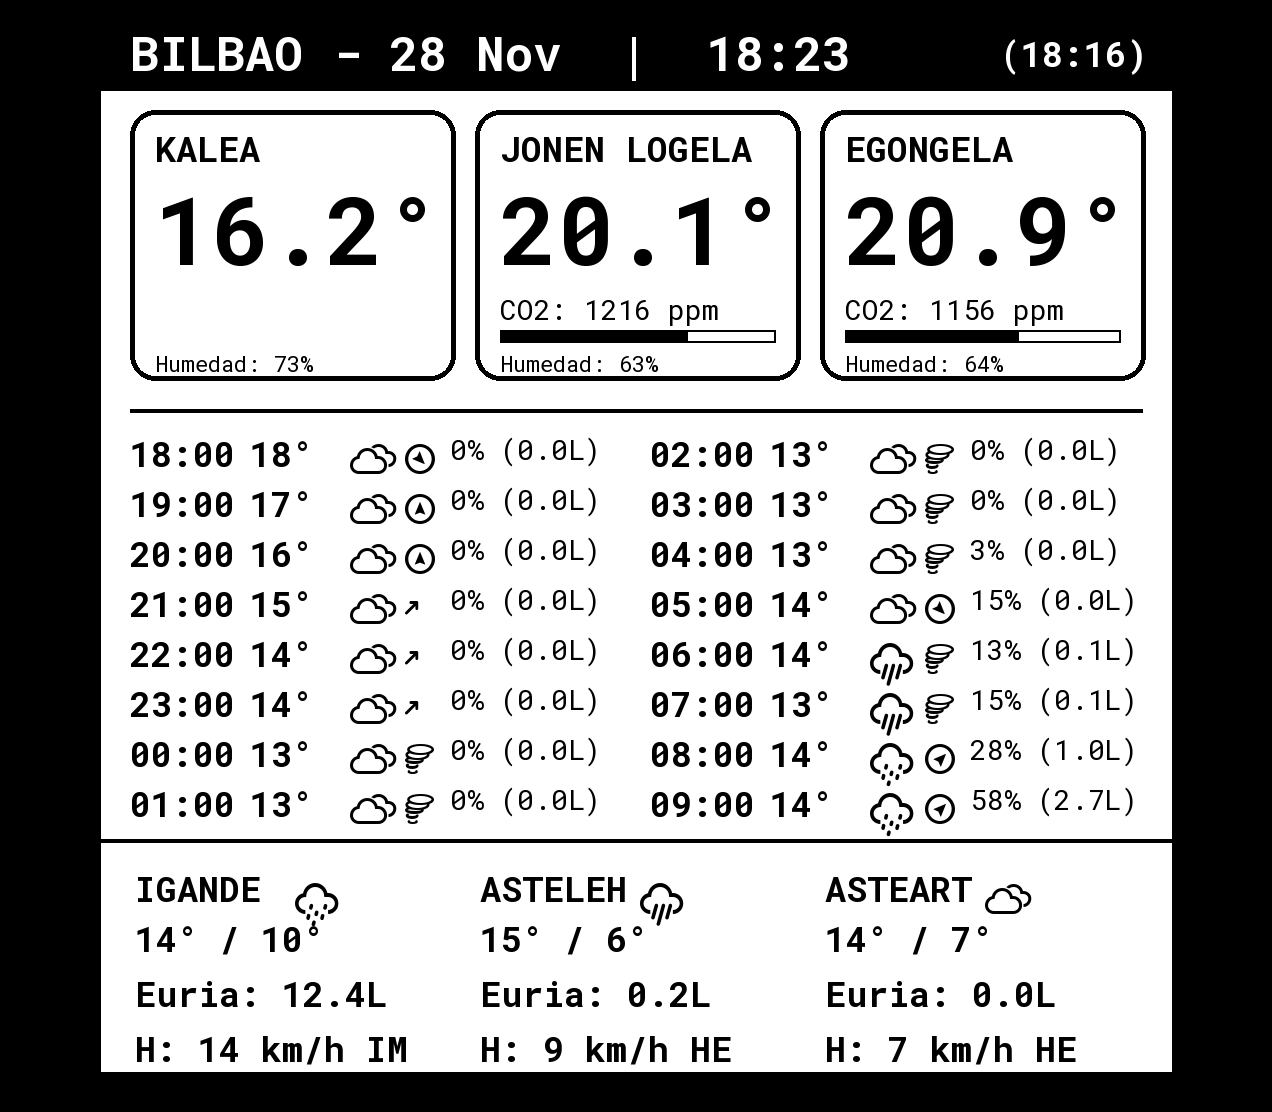 BILBAO - 28 Nov | 18:23 (18:16)
KALEA
16.2°
Humedad: 73%
JONEN LOGELA
20.1°
CO2: 1216 ppm
Humedad: 63%
EGONGELA
20.9°
CO2: 1156 ppm
Humedad: 64%
18:00 18° 0% (0.0L)
19:00 17° 0% (0.0L)
20:00 16° 0% (0.0L)
21:00 15° 0% (0.0L)
22:00 14° 0% (0.0L)
23:00 14° 0% (0.0L)
00:00 13° 0% (0.0L)
01:00 13° 0% (0.0L)
02:00 13° 0% (0.0L)
03:00 13° 0% (0.0L)
04:00 13° 3% (0.0L)
05:00 14° 15% (0.0L)
06:00 14° 13% (0.1L)
07:00 13° 15% (0.1L)
08:00 14° 28% (1.0L)
09:00 14° 58% (2.7L)
IGANDE
14° / 10°
Euria: 12.4L
H: 14 km/h IM
ASTELEH
15° / 6°
Euria: 0.2L
H: 9 km/h HE
ASTEART
14° / 7°
Euria: 0.0L
H: 7 km/h HE